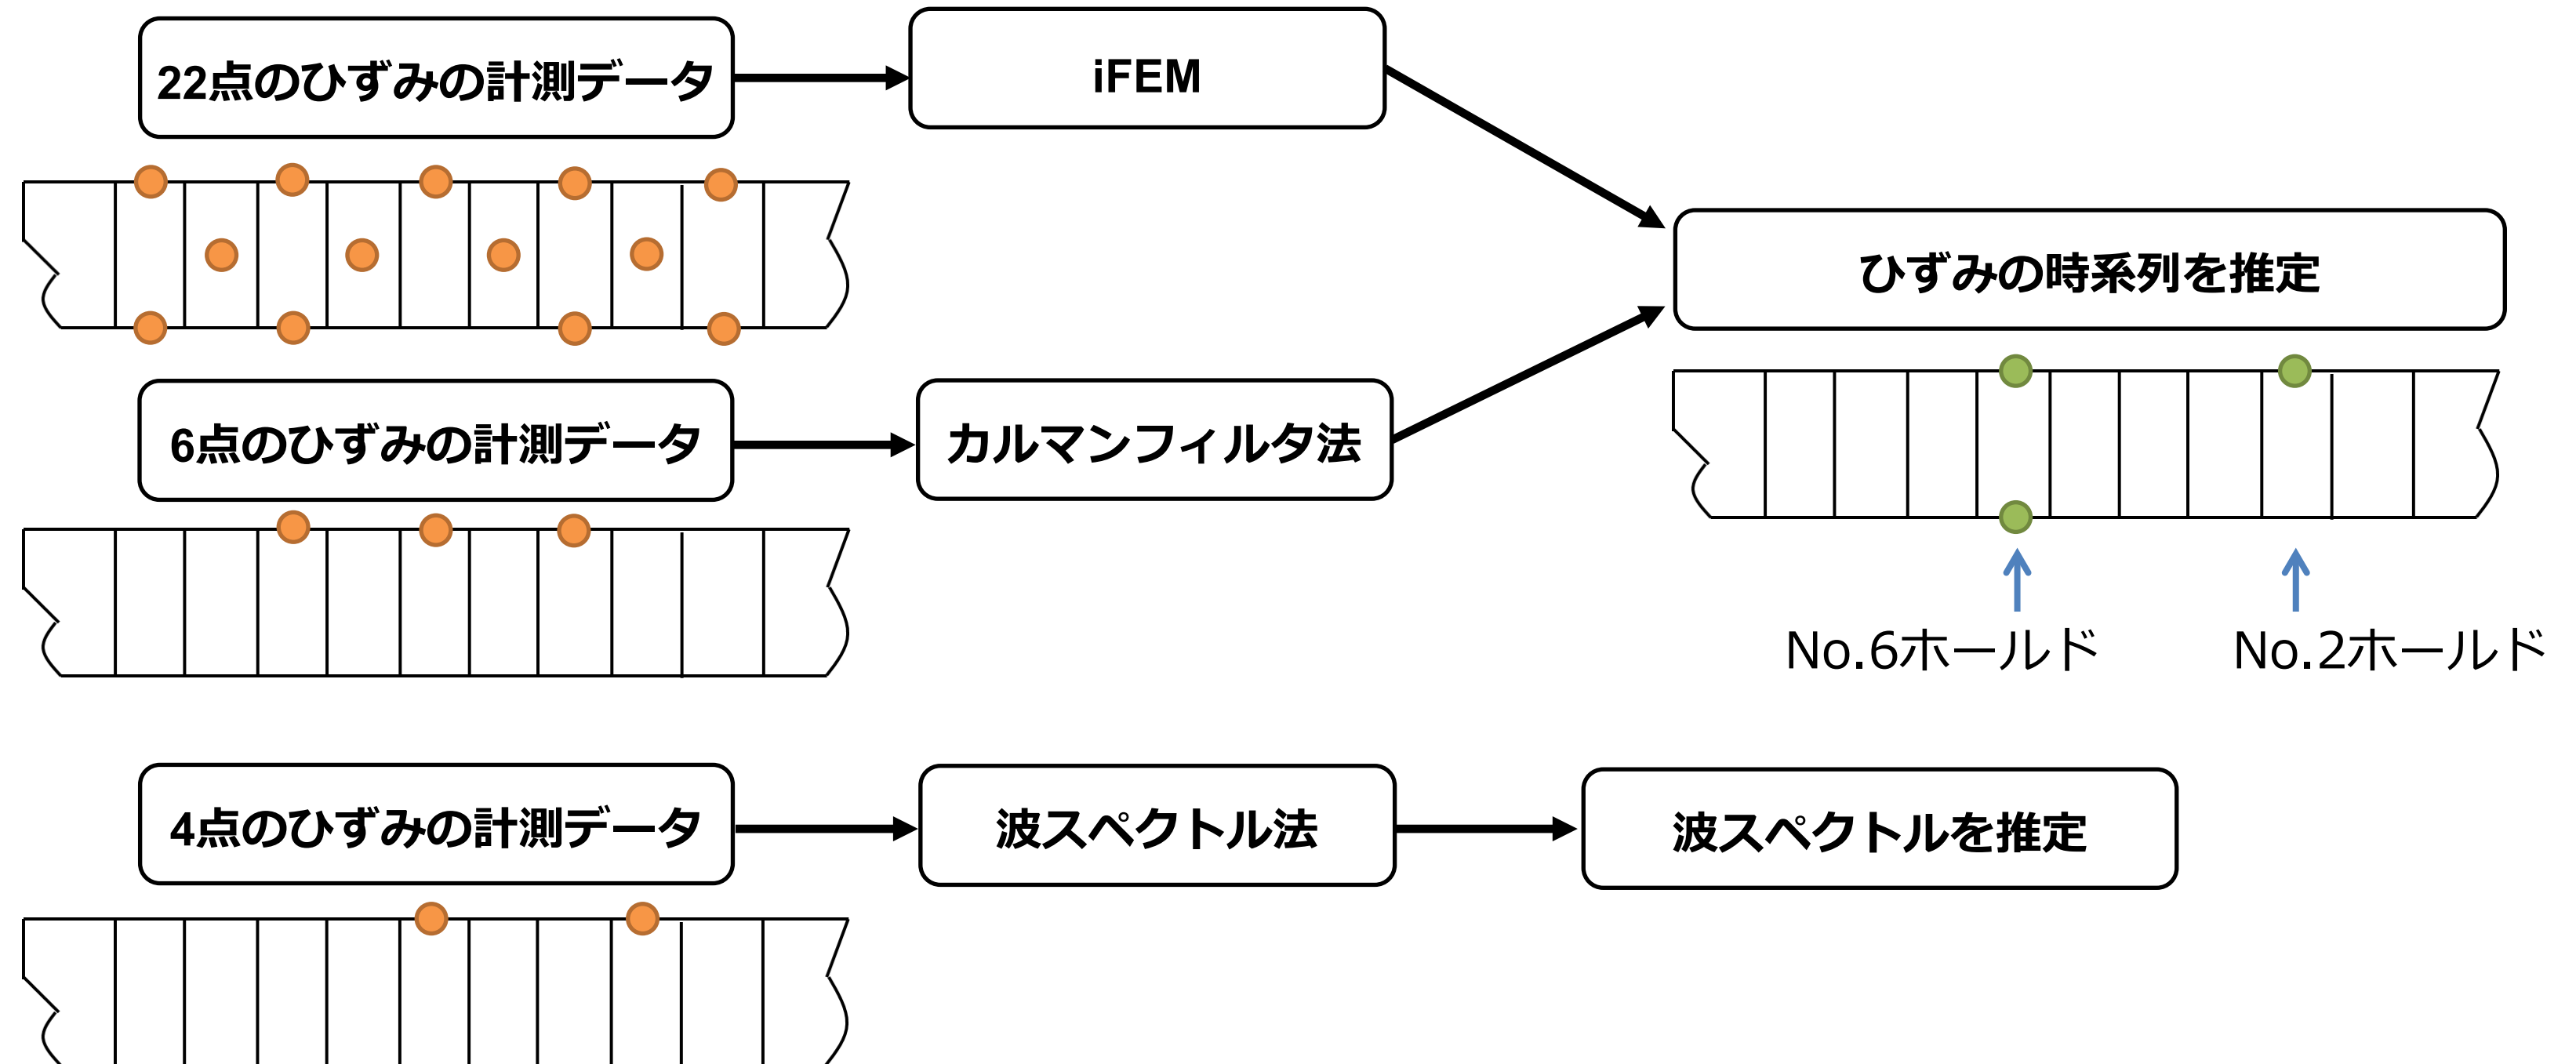 22点のひずみの計測データ
iFEM
ひずみの時系列を推定
6点のひずみの計測データ
カルマンフィルタ法
No.6ホールド
No.2ホールド
4点のひずみの計測データ
波スペクトル法
波スペクトルを推定